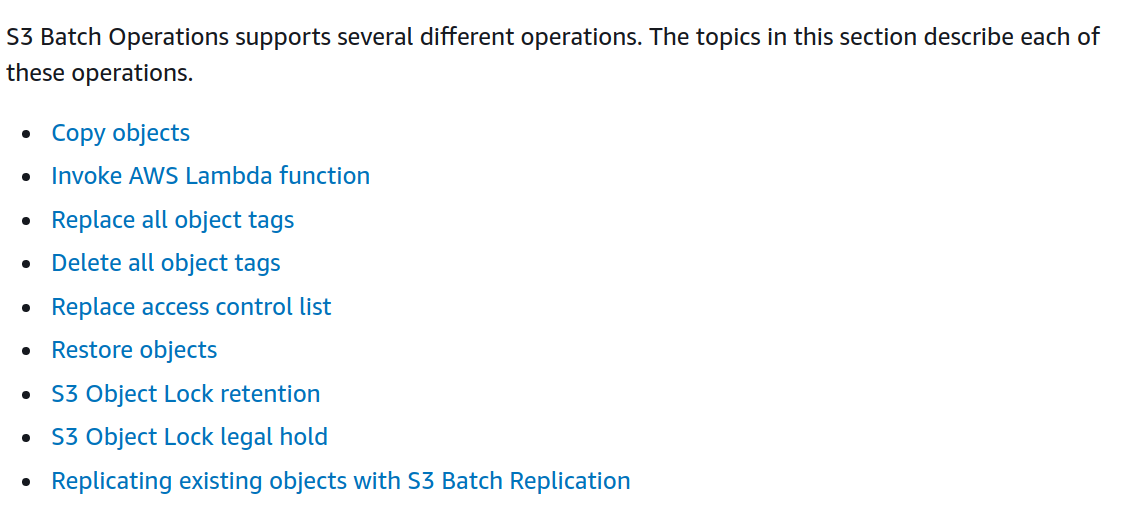 S3 Batch Operations supports several different operations. The topics in this section describe each of
these operations.
• Copy objects
• Invoke AWS Lambda function
• Replace all object tags
• Delete all object tags
• Replace access control list
• Restore objects
• S3 Object Lock retention
• S3 Object Lock legal hold
• Replicating existing objects with S3 Batch Replication